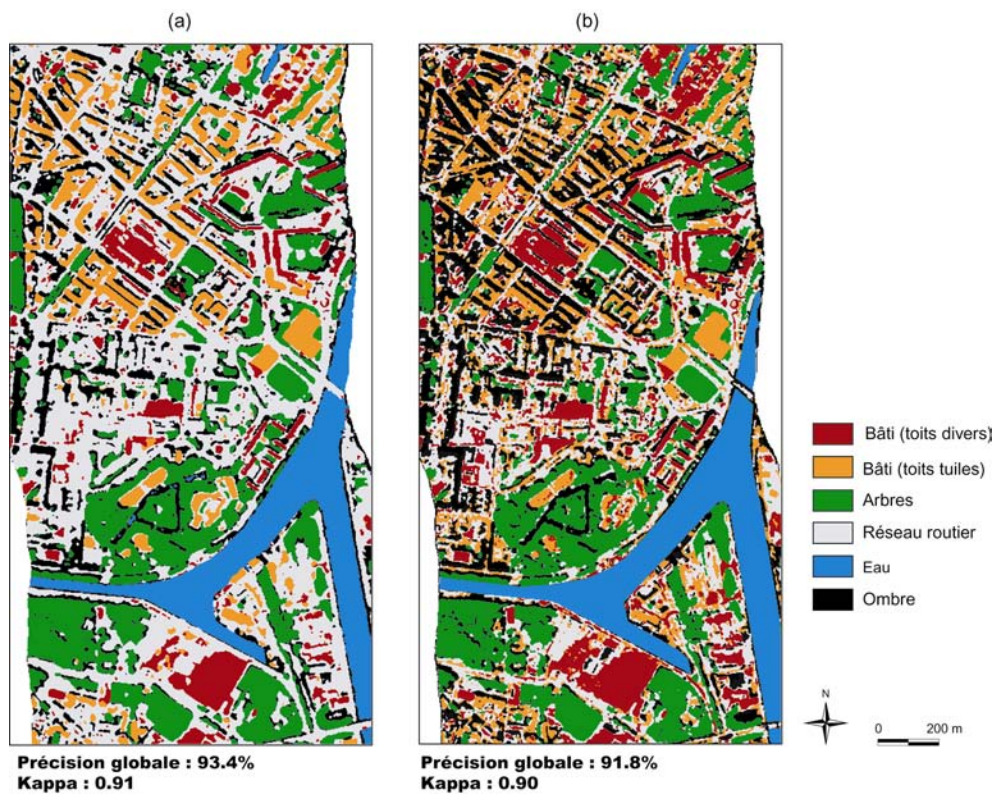 (a)
(b)
Bâti (toits divers)
Bâti (toits tuiles)
Arbres
Réseau routier
Eau
Ombre
N
0 200 m
Précision globale : 93.4%
Kappa : 0.91
Précision globale : 91.8%
Kappa : 0.90